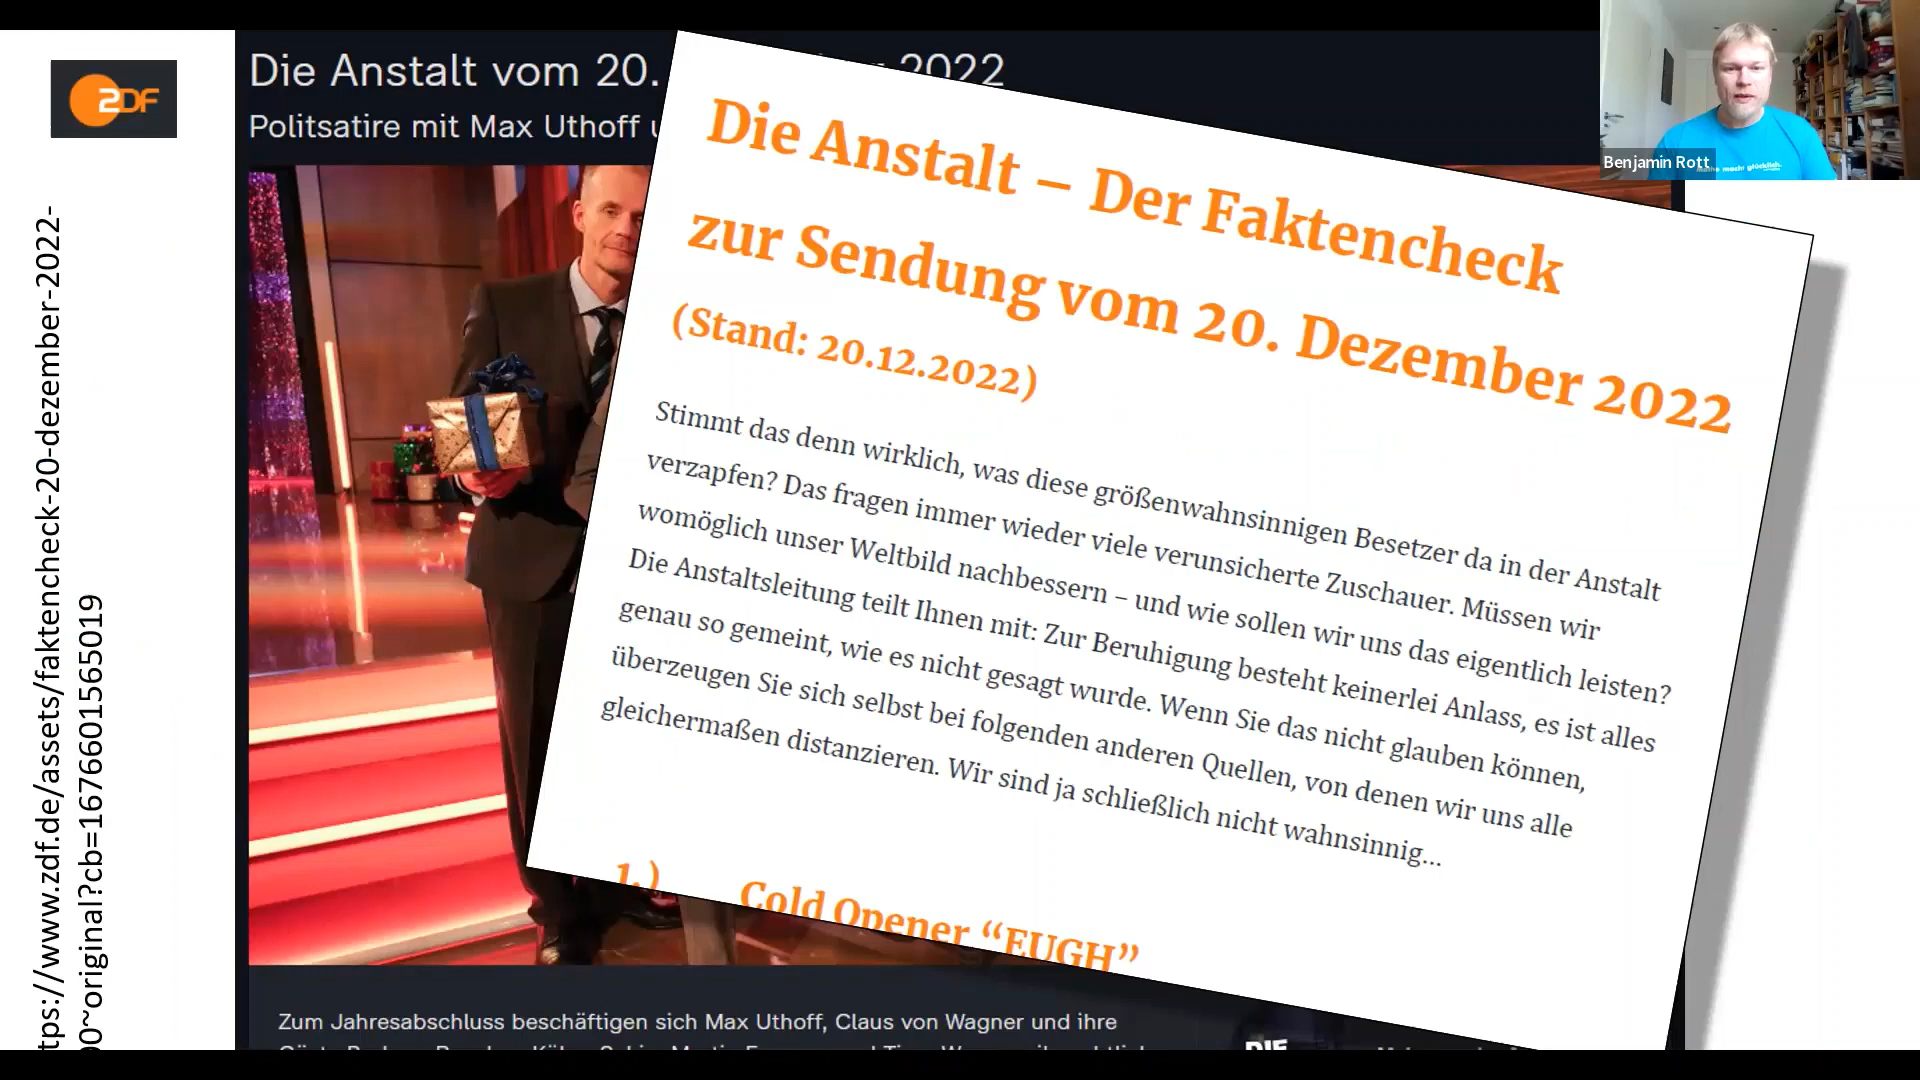 ZDF
Die Anstalt vom 20. 2022
Politsatire mit Max Uthoff
Die Anstalt – Der Faktencheck
zur Sendung vom 20. Dezember 2022
(Stand: 20.12.2022)
Stimmt das denn wirklich, was diese größenwahnsinnigen Besetzer da in der Anstalt
verzapfen? Das fragen immer wieder viele verunsicherte Zuschauer. Müssen wir
womöglich unser Weltbild nachbessern – und wie sollen wir uns das eigentlich leisten?
Die Anstaltsleitung teilt Ihnen mit: Zur Beruhigung besteht keinerlei Anlass, es ist alles
genau so gemeint, wie es nicht gesagt wurde. Wenn Sie das nicht glauben können,
überzeugen Sie sich selbst bei folgenden anderen Quellen, von denen wir uns alle
gleichermaßen distanzieren. Wir sind ja schließlich nicht wahnsinnig...
1.) Cold Opener “EUGH”
Zum Jahresabschluss beschäftigen sich Max Uthoff, Claus von Wagner und ihre
DIE
tps://www.zdf.de/assets/faktencheck-20-dezember-2022-
00~original?cb=1676601565019
Benjamin Rott
macht glücklich.